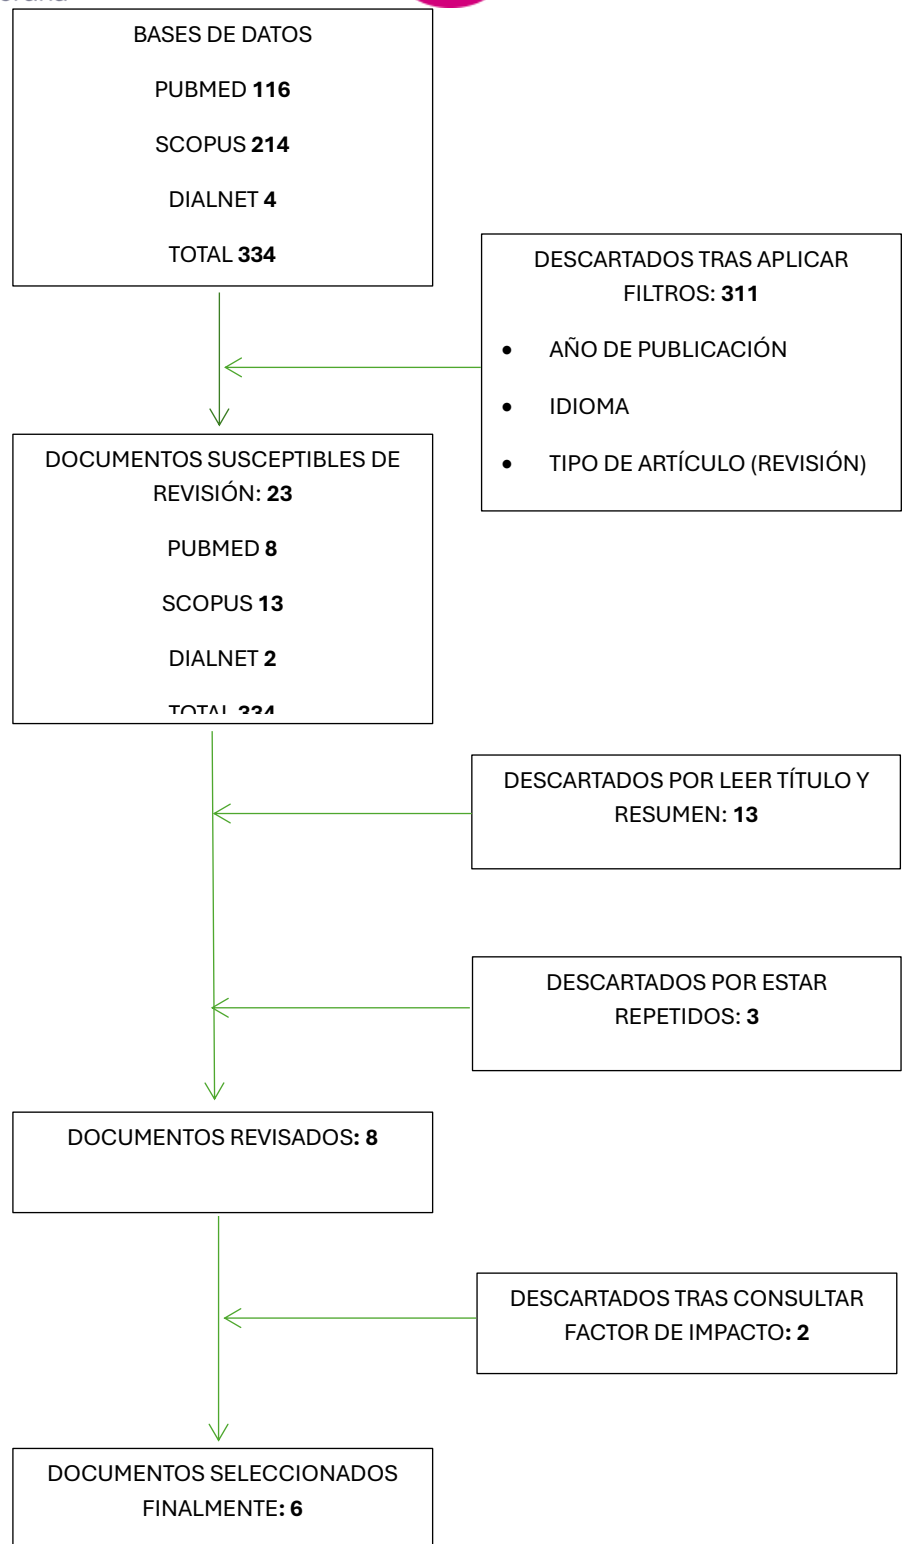 BASES DE DATOS
PUBMED 116
SCOPUS 214
DIALNET 4
TOTAL 334
DESCARTADOS TRAS APLICAR
FILTROS: 311
• AÑO DE PUBLICACIÓN
• IDIOMA
• TIPO DE ARTÍCULO (REVISIÓN)
DOCUMENTOS SUSCEPTIBLES DE
REVISIÓN: 23
PUBMED 8
SCOPUS 13
DIALNET 2
TOTAL 334
DESCARTADOS POR LEER TÍTULO Y
RESUMEN: 13
DESCARTADOS POR ESTAR
REPETIDOS: 3
DOCUMENTOS REVISADOS: 8
DESCARTADOS TRAS CONSULTAR
FACTOR DE IMPACTO: 2
DOCUMENTOS SELECCIONADOS
FINALMENTE: 6